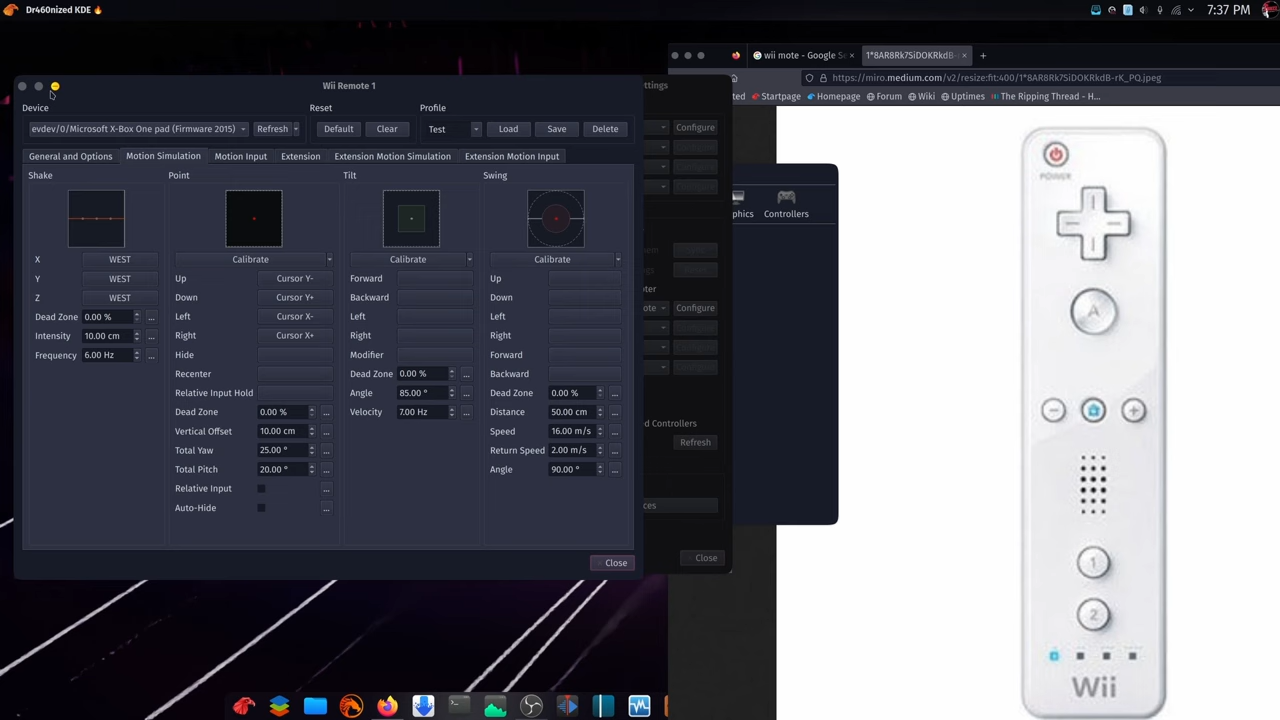 Dr460nized KDE
7:37 PM
wii mote - Google S
1*8AR8Rk7SiDOKRkdB-
https://miro.medium.com/v2/resize:fit:400/1*8AR8Rk7SiDOKRkdB-rK_PQ.jpeg
Startpage Homepage Forum Wiki Uptimes The Ripping Thread - H...
Wii Remote 1
ettings
Device Reset Profile
evdev/0/Microsoft X-Box One pad (Firmware 2015) Refresh Default Clear Test Load Save Delete
Configure
General and Options Motion Simulation Motion Input Extension Extension Motion Simulation Extension Motion Input
Shake Point Tilt Swing
phics Controllers
Calibrate Calibrate Calibrate
X WEST
Y WEST
Z WEST
Dead Zone 0.00 %
Intensity 10.00 cm
Frequency 6.00 Hz
Up Cursor Y-
Down Cursor Y+
Left Cursor X-
Right Cursor X+
Hide
Recenter
Relative Input Hold
Dead Zone 0.00 %
Vertical Offset 10.00 cm
Total Yaw 25.00 °
Total Pitch 20.00 °
Relative Input
Auto-Hide
Forward
Backward
Left
Right
Modifier
Dead Zone 0.00 %
Angle 85.00 °
Velocity 7.00 Hz
Up
Down
Left
Right
Forward
Backward
Dead Zone 0.00 %
Distance 50.00 cm
Speed 16.00 m/s
Return Speed 2.00 m/s
Angle 90.00 °
Close
ote Configure
d Controllers
Refresh
ces
Close
POWER
A
1
2
Wii